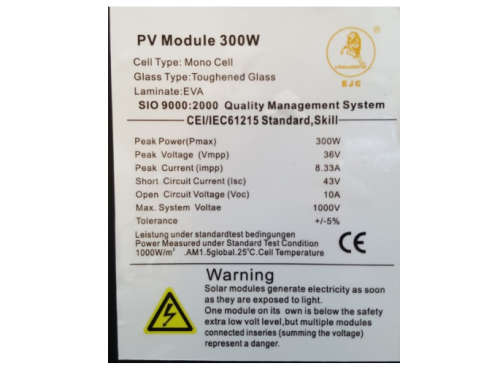 PV Module 300W
Cell Type: Mono Cell
Glass Type:Toughened Glass
Laminate:EVA
SJC
SIO 9000:2000 Quality Management System
CEI/IEC61215 Standard,Skill
Peak Power(Pmax) 300W
Peak Voltage (Vmpp) 36V
Peak Current (impp) 8.33A
Short Circuit Current (Isc) 43V
Open Circuit Voltage (Voc) 10A
Max. System Voltae 1000V
Tolerance +/-5%
Leistung under standardtest bedingungen
Power Measured under Standard Test Condition
1000W/m² .AM1.5global.25°C.Cell Temperature
CE
Warning
Solar modules generate electricity as soon
as they are exposed to light.
One module on its own is below the safety
extra low volt level,but multiple modules
connected inseries (summing the voltage)
represent a danger.